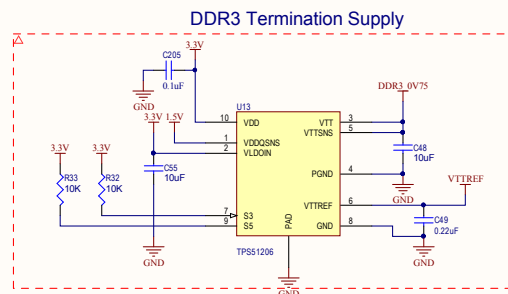 DDR3 Termination Supply
3.3V
C205
0.1uF
GND
U13
DDR3_0V75
3.3V 1.5V
10 VDD VTT 3
VTTSNS 5
1 VDDQSNS
2 VLDOIN
C48
10uF
3.3V 3.3V
C55
10uF
PGND 4
GND
VTTREF
R33
10K
R32
10K
VTTREF 6
7 S3
9 S5
PAD
GND 8
C49
0.22uF
GND
TPS51206
GND
GND